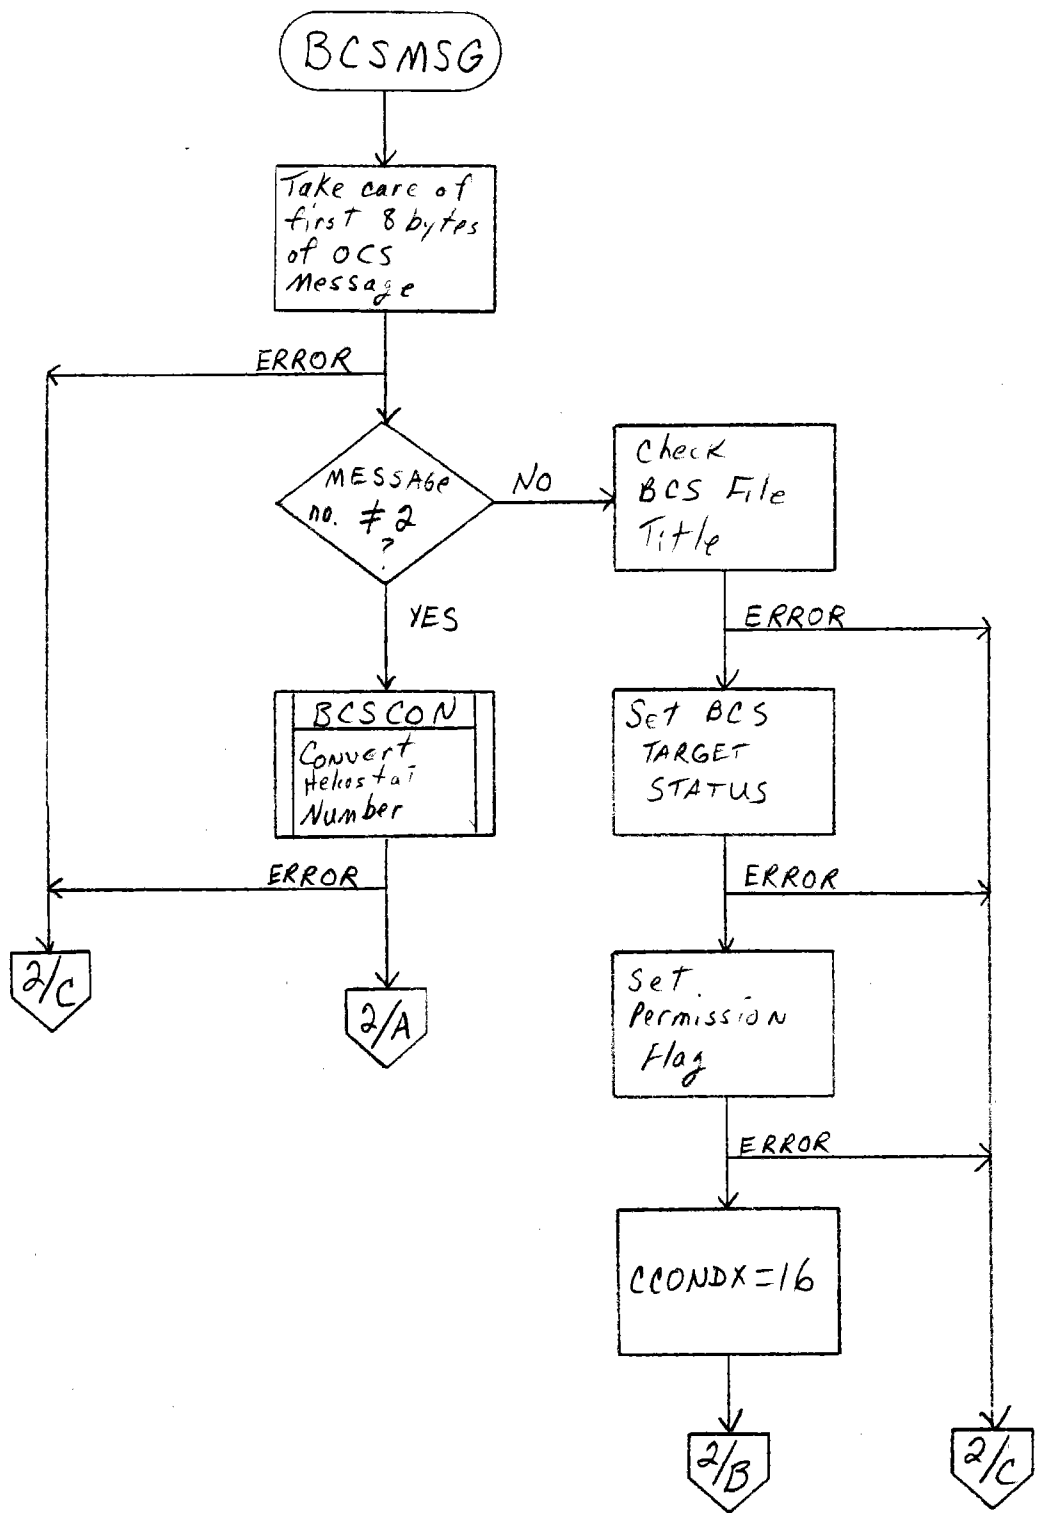 BCSMSG
Take care of
first 8 bytes
of OCS
Message
ERROR
MESSAGe
no. ≠ 2
?
NO
YES
Check
BCS File
Title
ERROR
BCSCON
Convert
Heliostat
Number
Set BCS
TARGET
STATUS
ERROR
ERROR
2/C
2/A
Set
Permission
Flag
ERROR
CCONDX=16
2/B
2/C